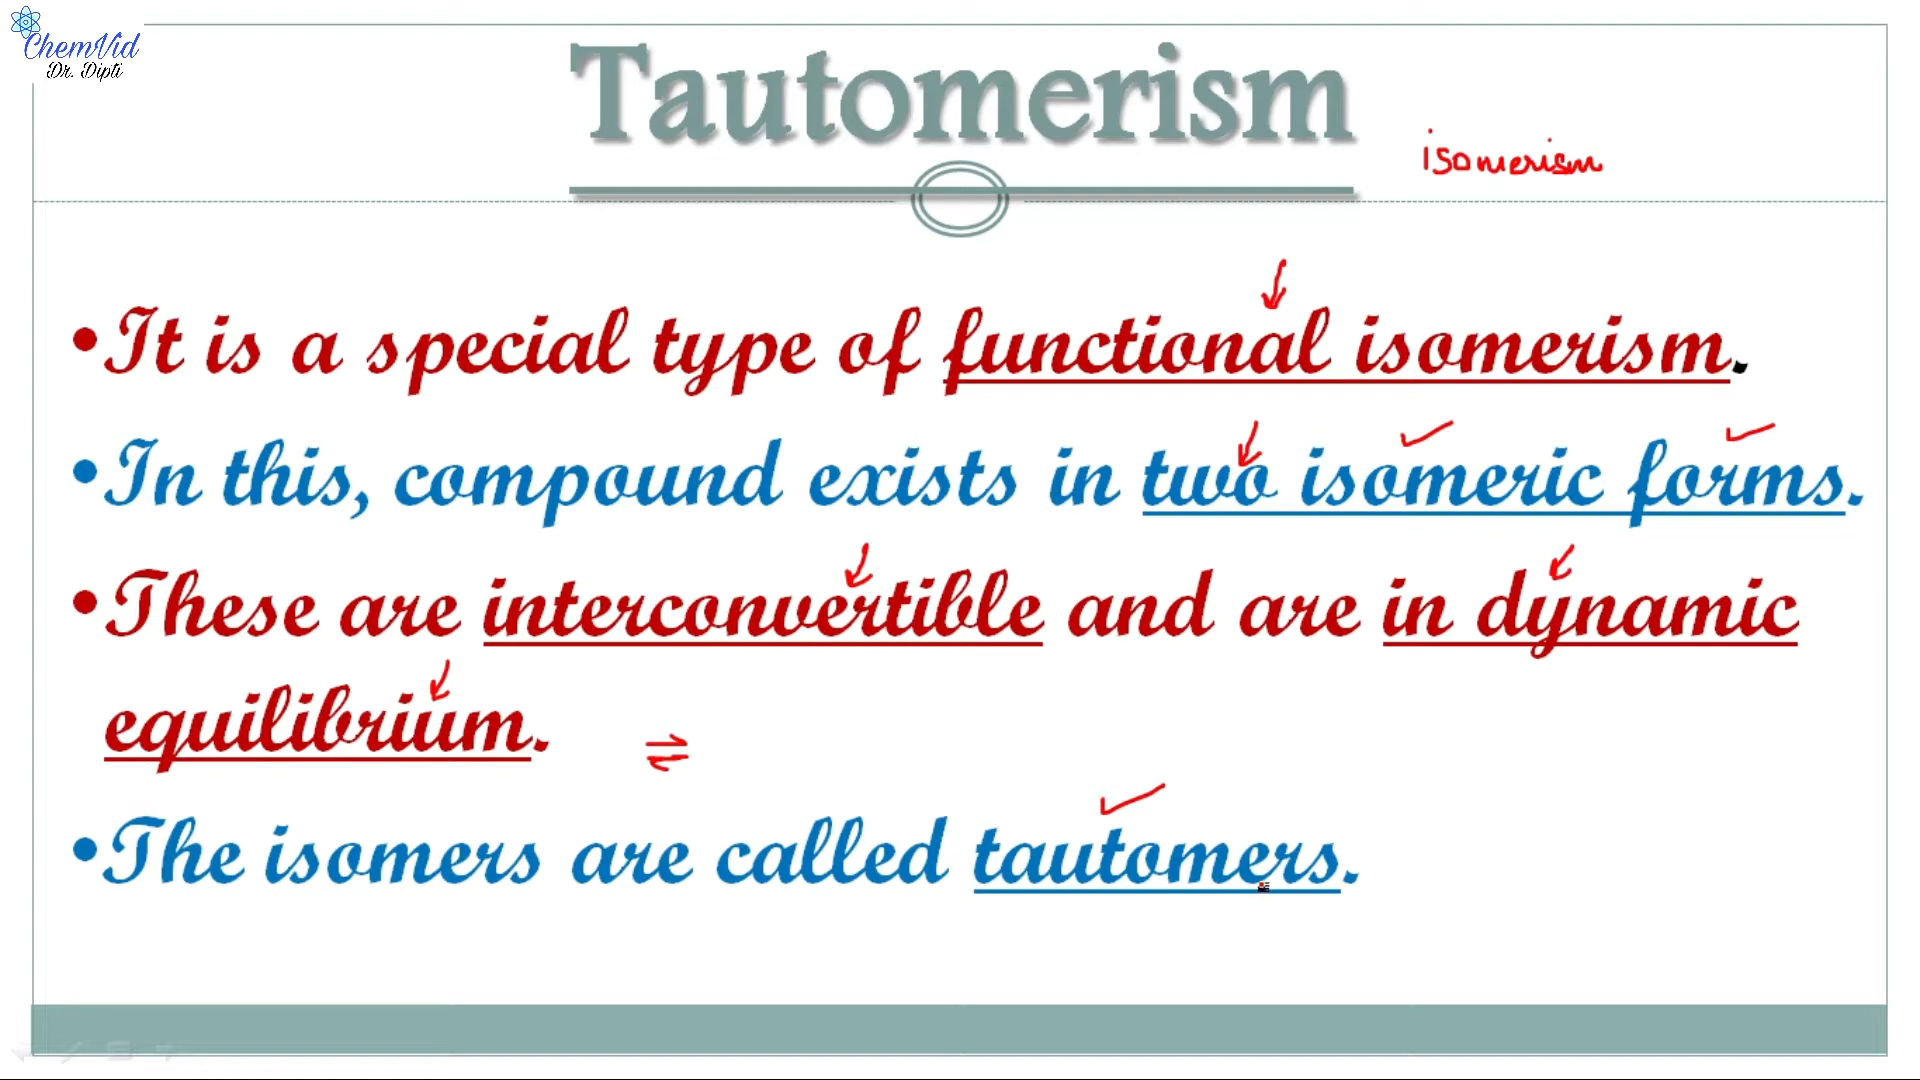 ChemVid
Dr. Dipti
Tautomerism
isomerism
•It is a special type of functional isomerism.
•In this, compound exists in two isomeric forms.
•These are interconvertible and are in dynamic
equilibrium. ⇌
•The isomers are called tautomers.